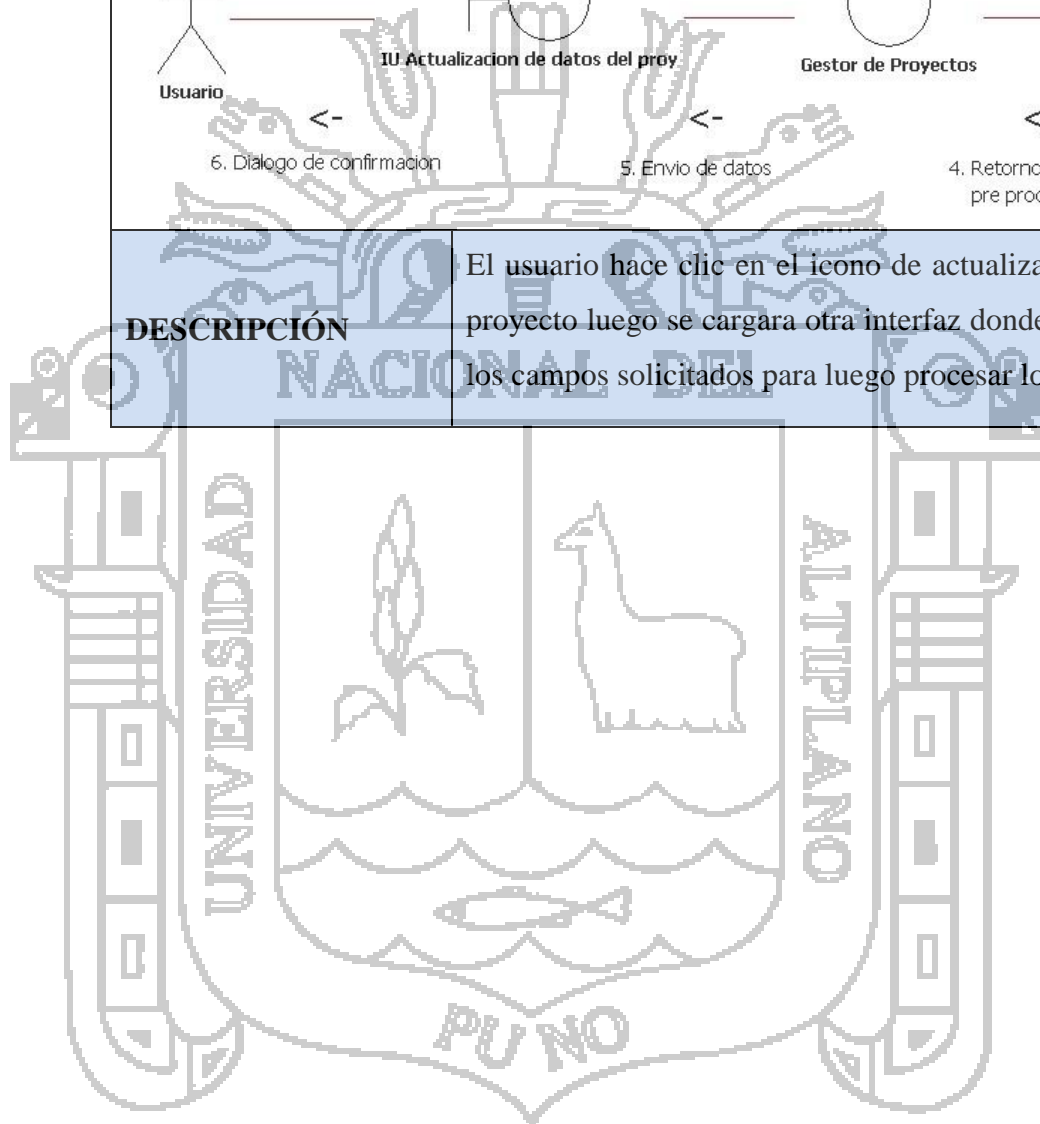 IU Actualizacion de datos del proy
Gestor de Proyectos
Usuario
<-
<-
<
6. Dialogo de confirmacion
5. Envio de datos
4. Retorno
pre proc
DESCRIPCIÓN
El usuario hace clic en el icono de actualiza
proyecto luego se cargara otra interfaz donde
los campos solicitados para luego procesar lo
NACIONAL DEL
UNIVERSIDAD
ALTIPLANO
PUNO